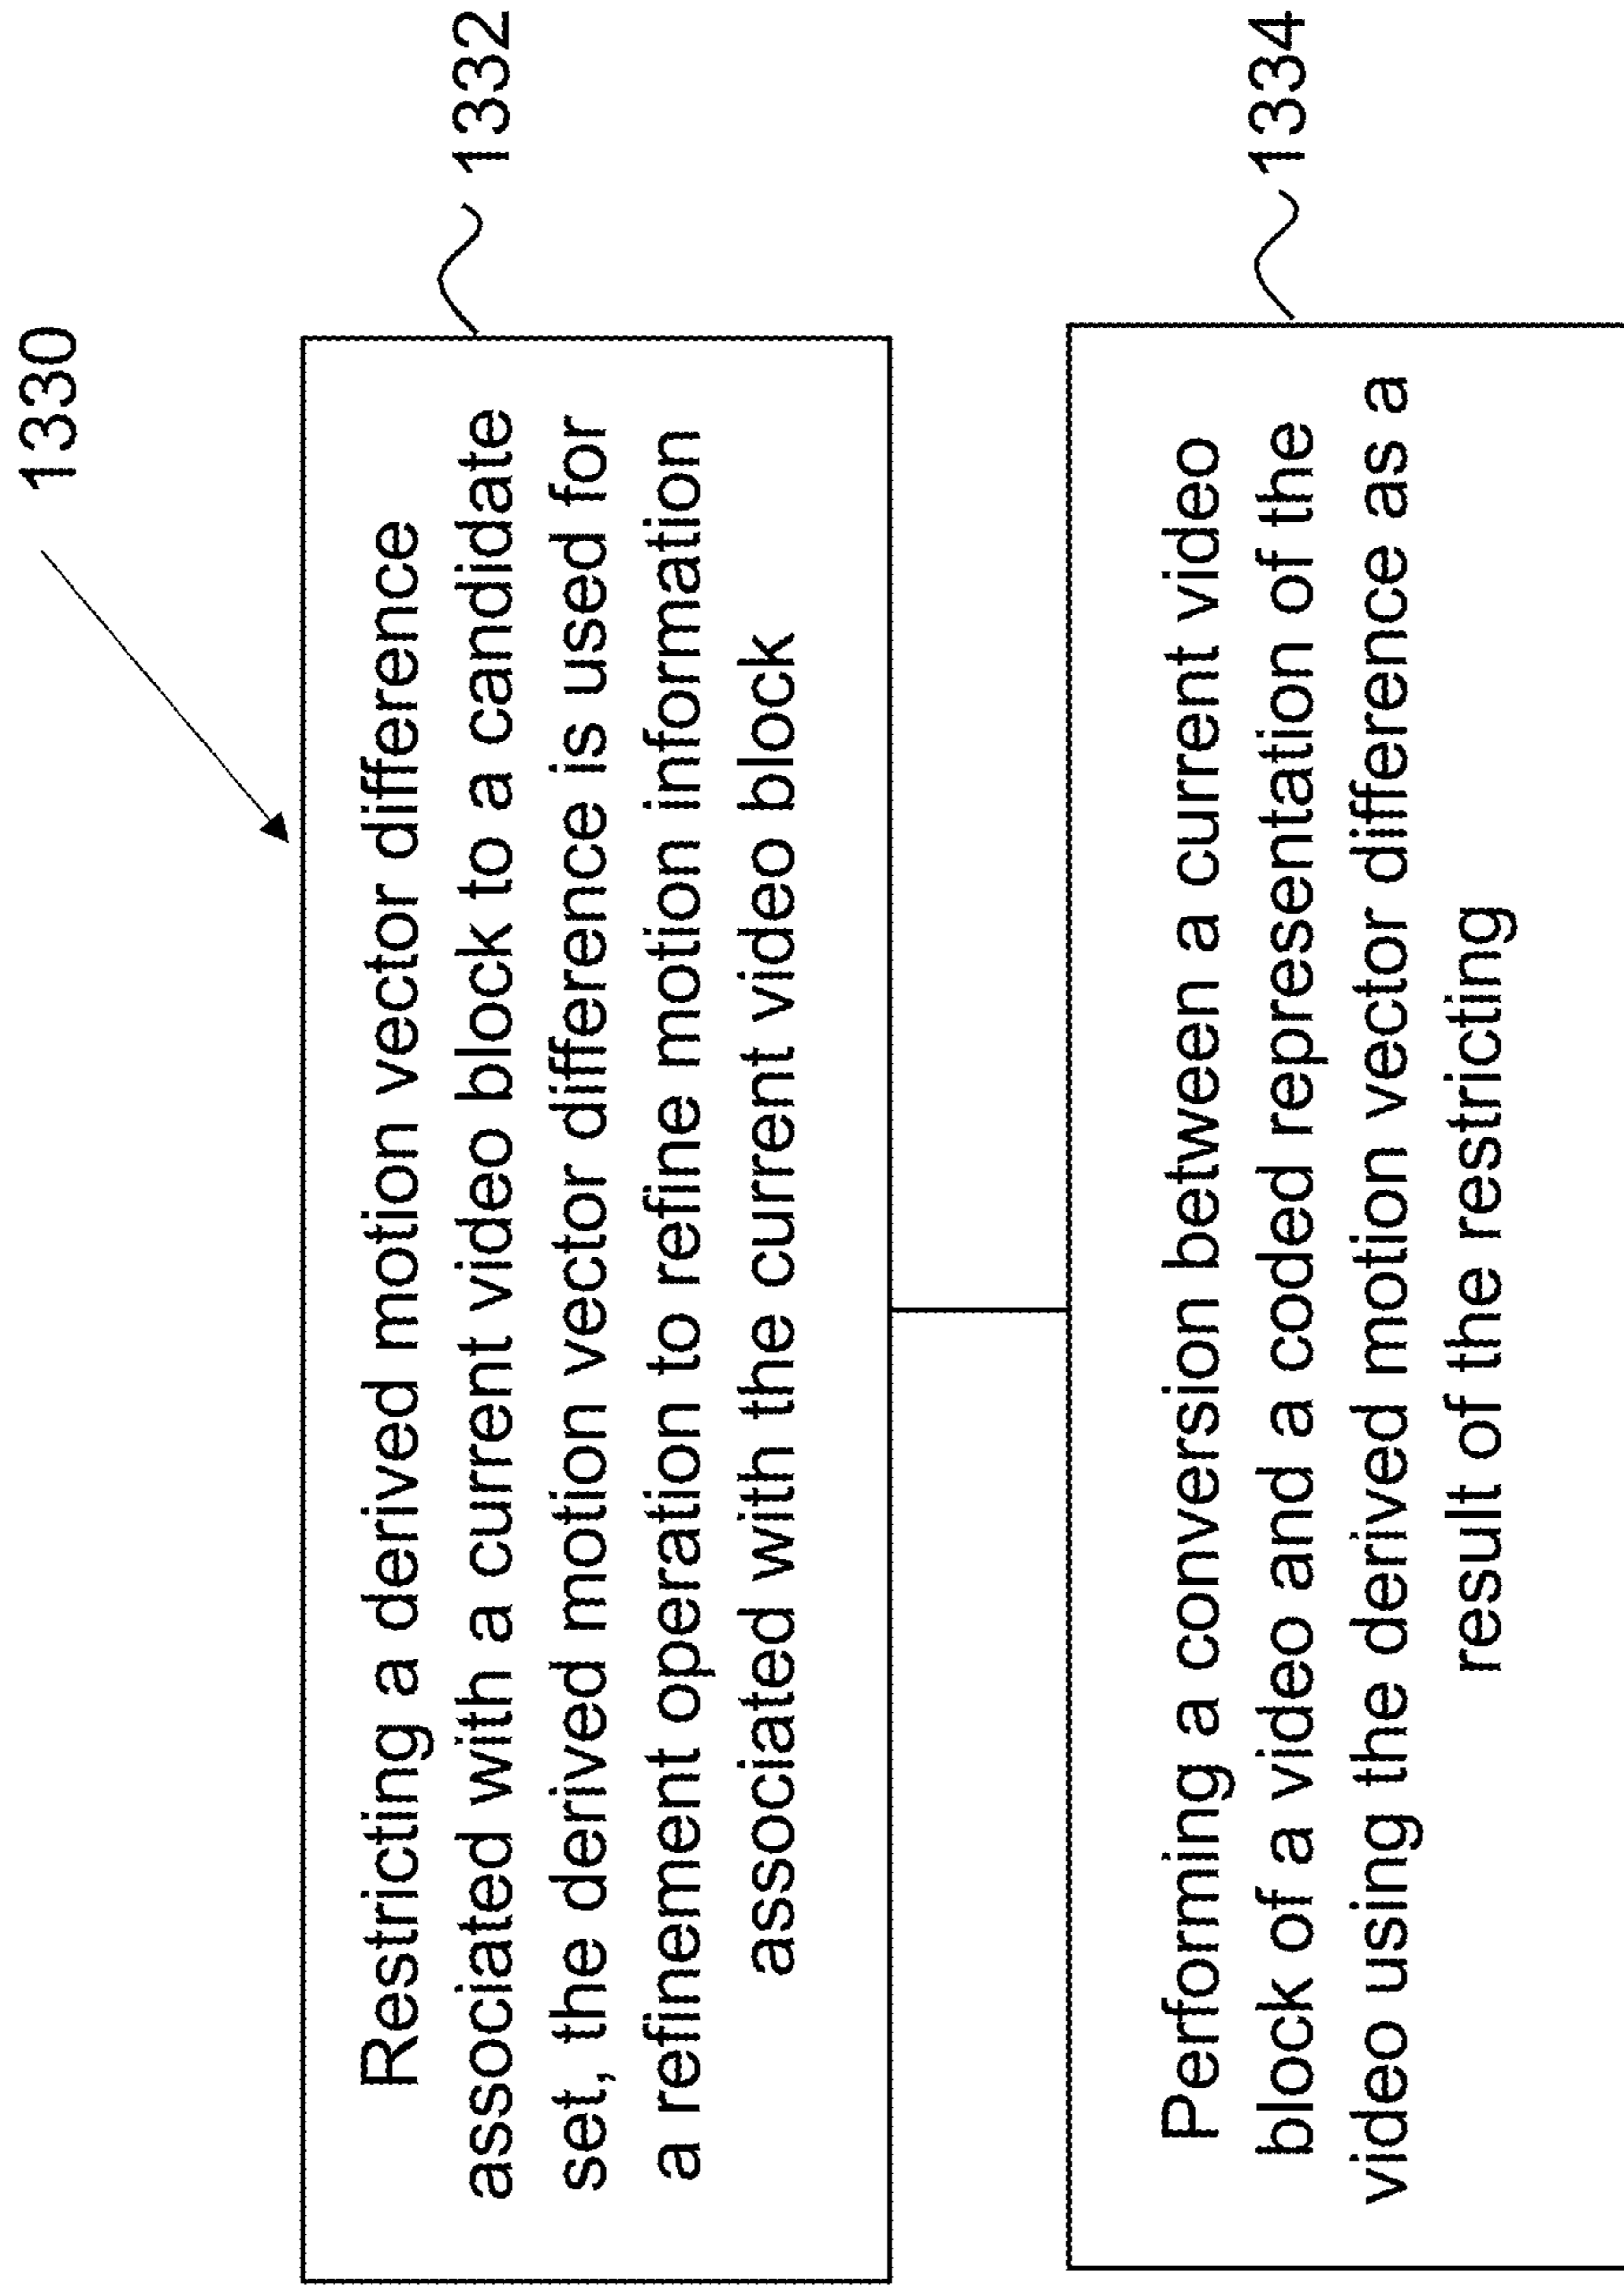 1330
Restricting a derived motion vector difference
associated with a current video block to a candidate
set, the derived motion vector difference is used for
a refinement operation to refine motion information
associated with the current video block
1332
Performing a conversion between a current video
block of a video and a coded representation of the
video using the derived motion vector difference as a
result of the restricting
1334